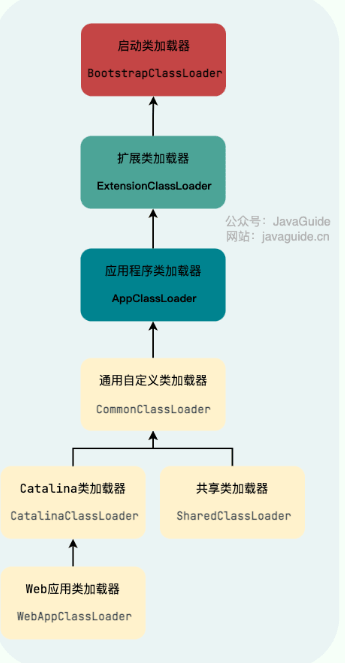 启动类加载器
BootstrapClassLoader
扩展类加载器
ExtensionClassLoader
公众号：JavaGuide
网站：javaguide.cn
应用程序类加载器
AppClassLoader
通用自定义类加载器
CommonClassLoader
Catalina类加载器
CatalinaClassLoader
共享类加载器
SharedClassLoader
Web应用类加载器
WebAppClassLoader